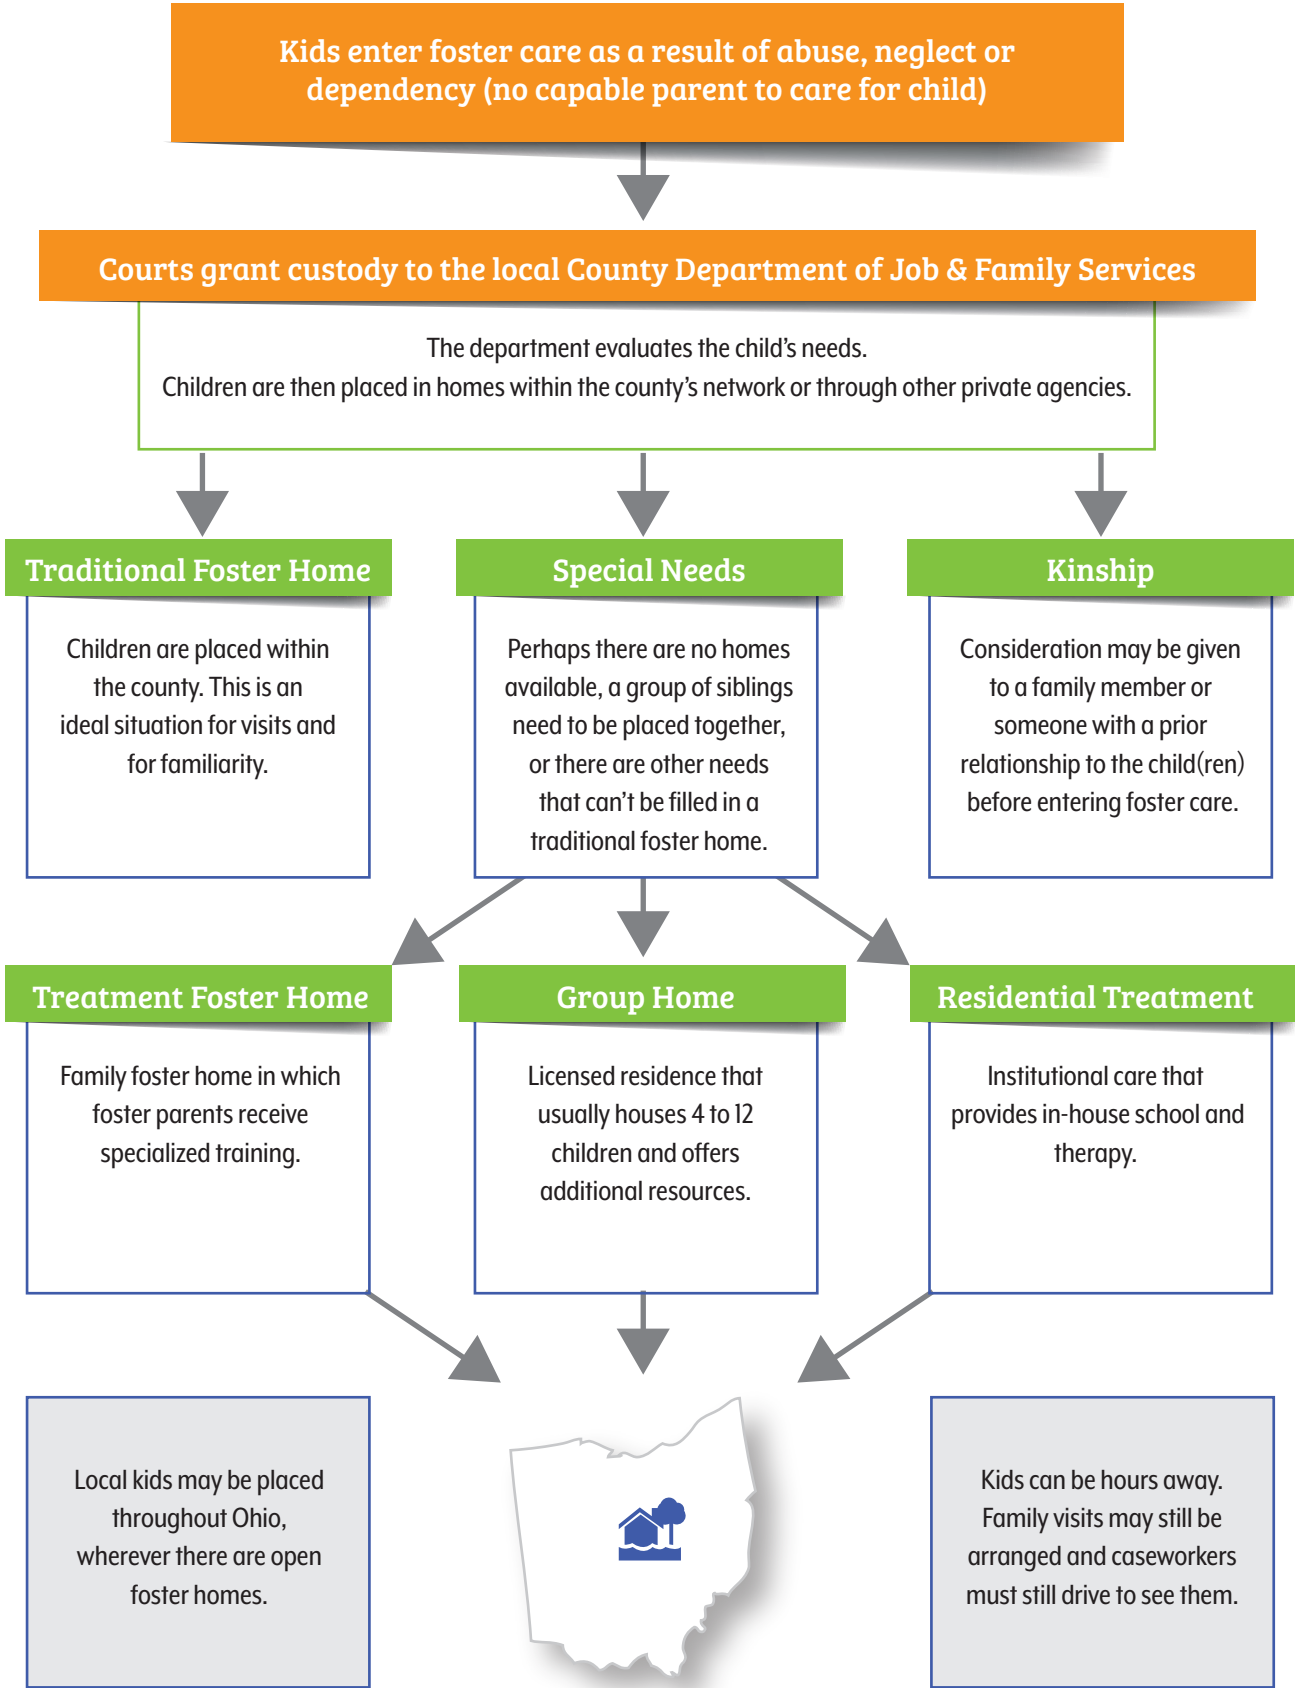 Kids enter foster care as a result of abuse, neglect or
dependency (no capable parent to care for child)
Courts grant custody to the local County Department of Job & Family Services
The department evaluates the child's needs.
Children are then placed in homes within the county's network or through other private agencies.
Traditional Foster Home
Children are placed within
the county. This is an
ideal situation for visits and
for familiarity.
Special Needs
Perhaps there are no homes
available, a group of siblings
need to be placed together,
or there are other needs
that can't be filled in a
traditional foster home.
Kinship
Consideration may be given
to a family member or
someone with a prior
relationship to the child(ren)
before entering foster care.
Treatment Foster Home
Family foster home in which
foster parents receive
specialized training.
Group Home
Licensed residence that
usually houses 4 to 12
children and offers
additional resources.
Residential Treatment
Institutional care that
provides in-house school and
therapy.
Local kids may be placed
throughout Ohio,
wherever there are open
foster homes.
Kids can be hours away.
Family visits may still be
arranged and caseworkers
must still drive to see them.